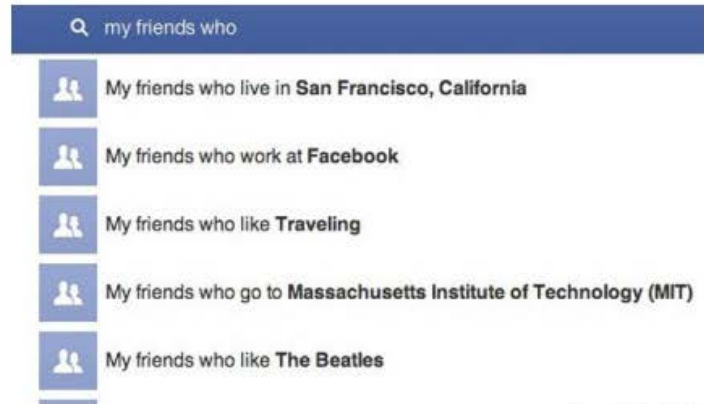 my friends who
My friends who live in San Francisco, California
My friends who work at Facebook
My friends who like Traveling
My friends who go to Massachusetts Institute of Technology (MIT)
My friends who like The Beatles